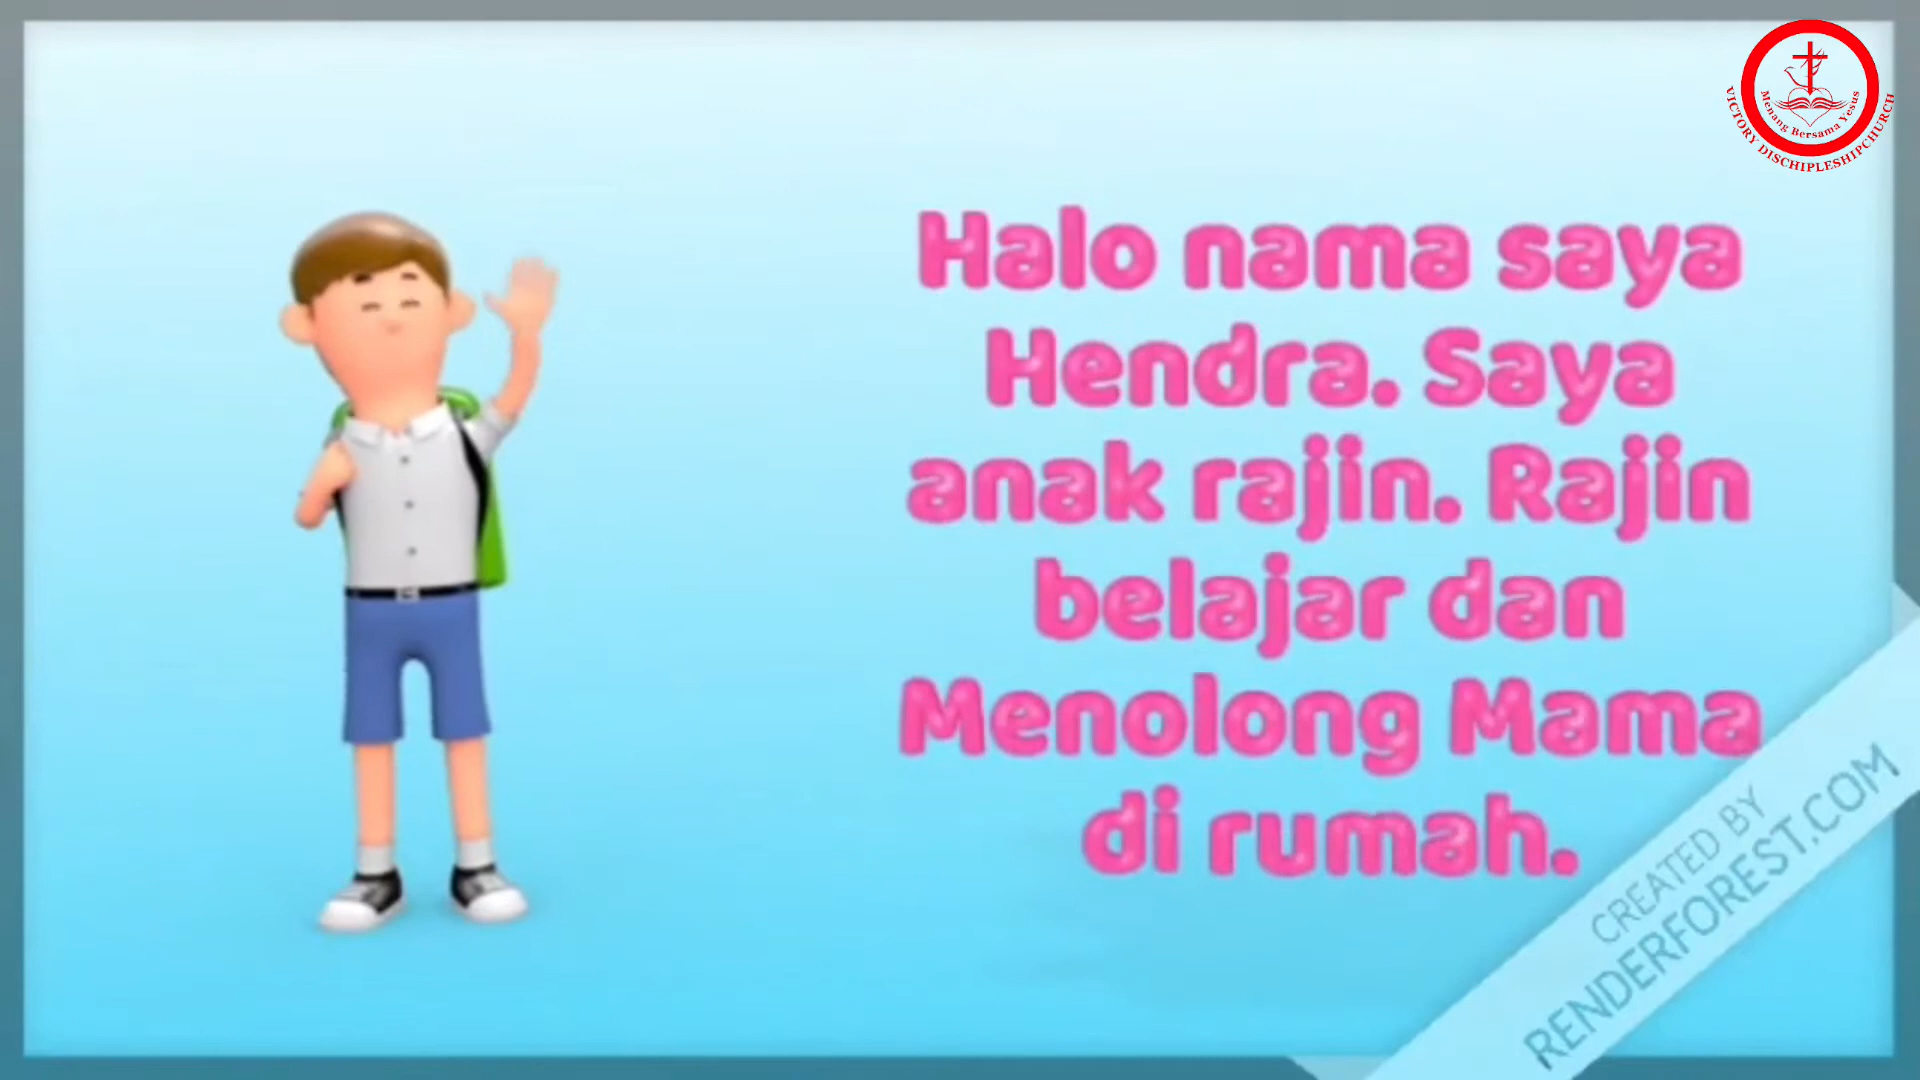 Menang Bersama Yesus
VICTORY DISCHIPLESHIPCHURCH
Halo nama saya
Hendra. Saya
anak rajin. Rajin
belajar dan
Menolong Mama
di rumah.
CREATED BY
RENDERFOREST.COM